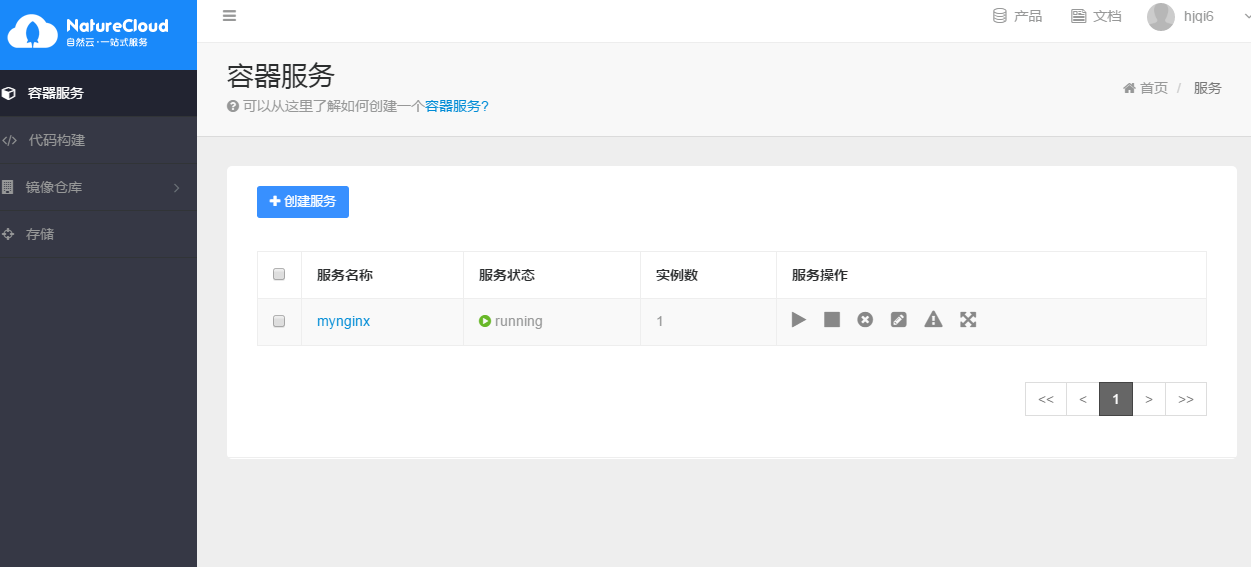 NatureCloud
自然云·一站式服务
产品
文档
hjqi6
容器服务
代码构建
镜像仓库
存储
容器服务
可以从这里了解如何创建一个容器服务?
首页 / 服务
创建服务
服务名称 服务状态 实例数 服务操作
mynginx running 1
<< < 1 > >>